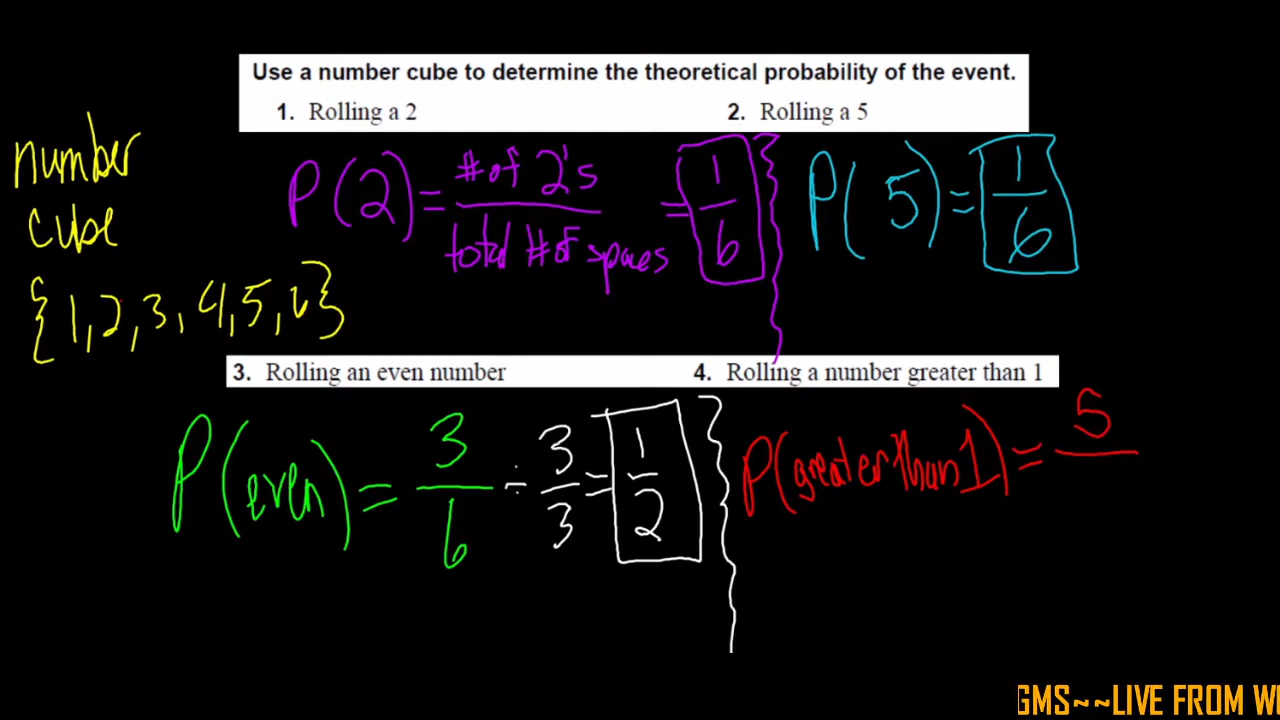 Use a number cube to determine the theoretical probability of the event.
1. Rolling a 2
2. Rolling a 5
number
cube
{1,2,3,4,5,6}
P(2) = # of 2's / total # of spaces = 1/6
P(5) = 1/6
3. Rolling an even number
4. Rolling a number greater than 1
P(even) = 3/6 ÷ 3/3 = 1/2
P(greater than 1) = 5/
GMS~~LIVE FROM W